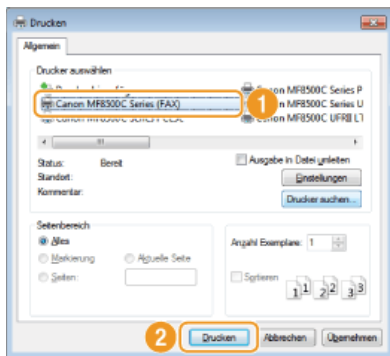 Drucken
Allgemein
Drucker auswählen
Canon MF8500C Series P
Canon MF8500C Series (FAX)
1
Canon MF8500C Series U
Canon MF8500C UFRII LT
Status: Bereit
Ausgabe in Datei umleiten
Standort:
Einstellungen
Kommentar:
Drucker suchen...
Seitenbereich
Alles
Anzahl Exemplare: 1
Markierung
Aktuelle Seite
Seiten:
Sortieren
1 1 2 2 3 3
2
Drucken
Abbrechen
Übernehmen